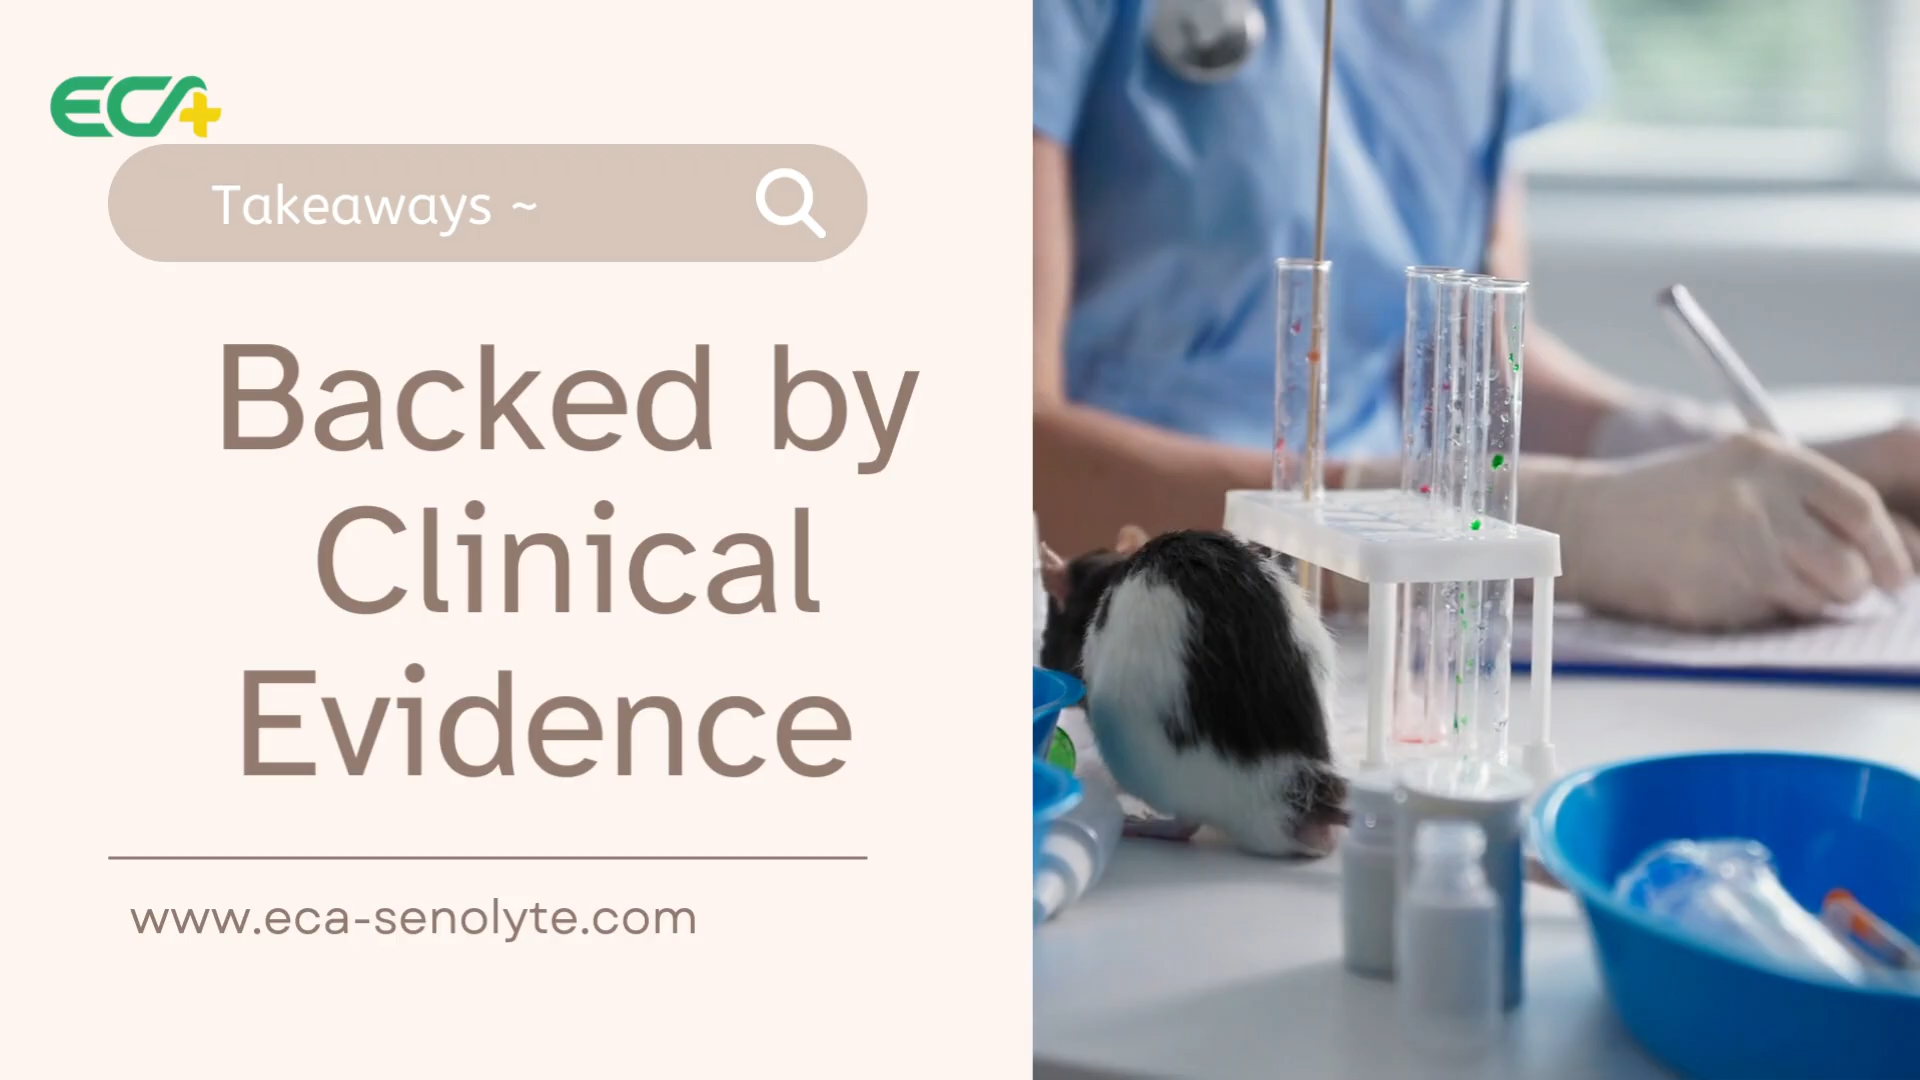 ECA+
Takeaways ~
Backed by
Clinical
Evidence
www.eca-senolyte.com